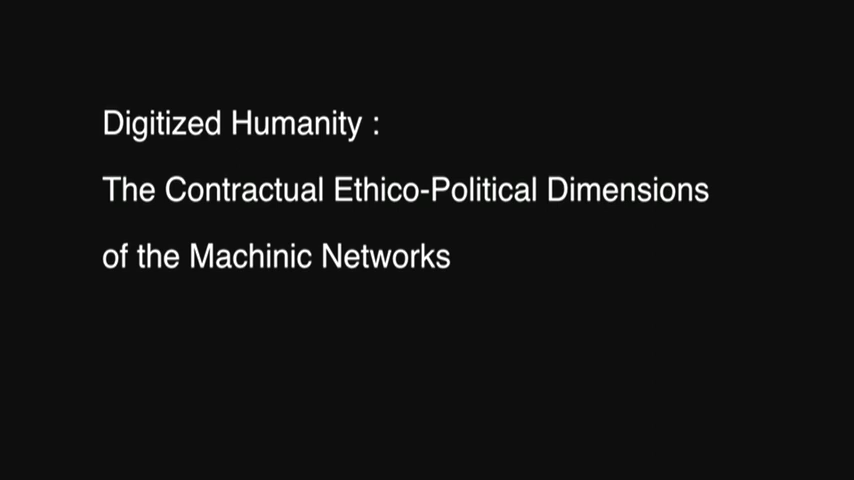 Digitized Humanity :
The Contractual Ethico-Political Dimensions
of the Machinic Networks